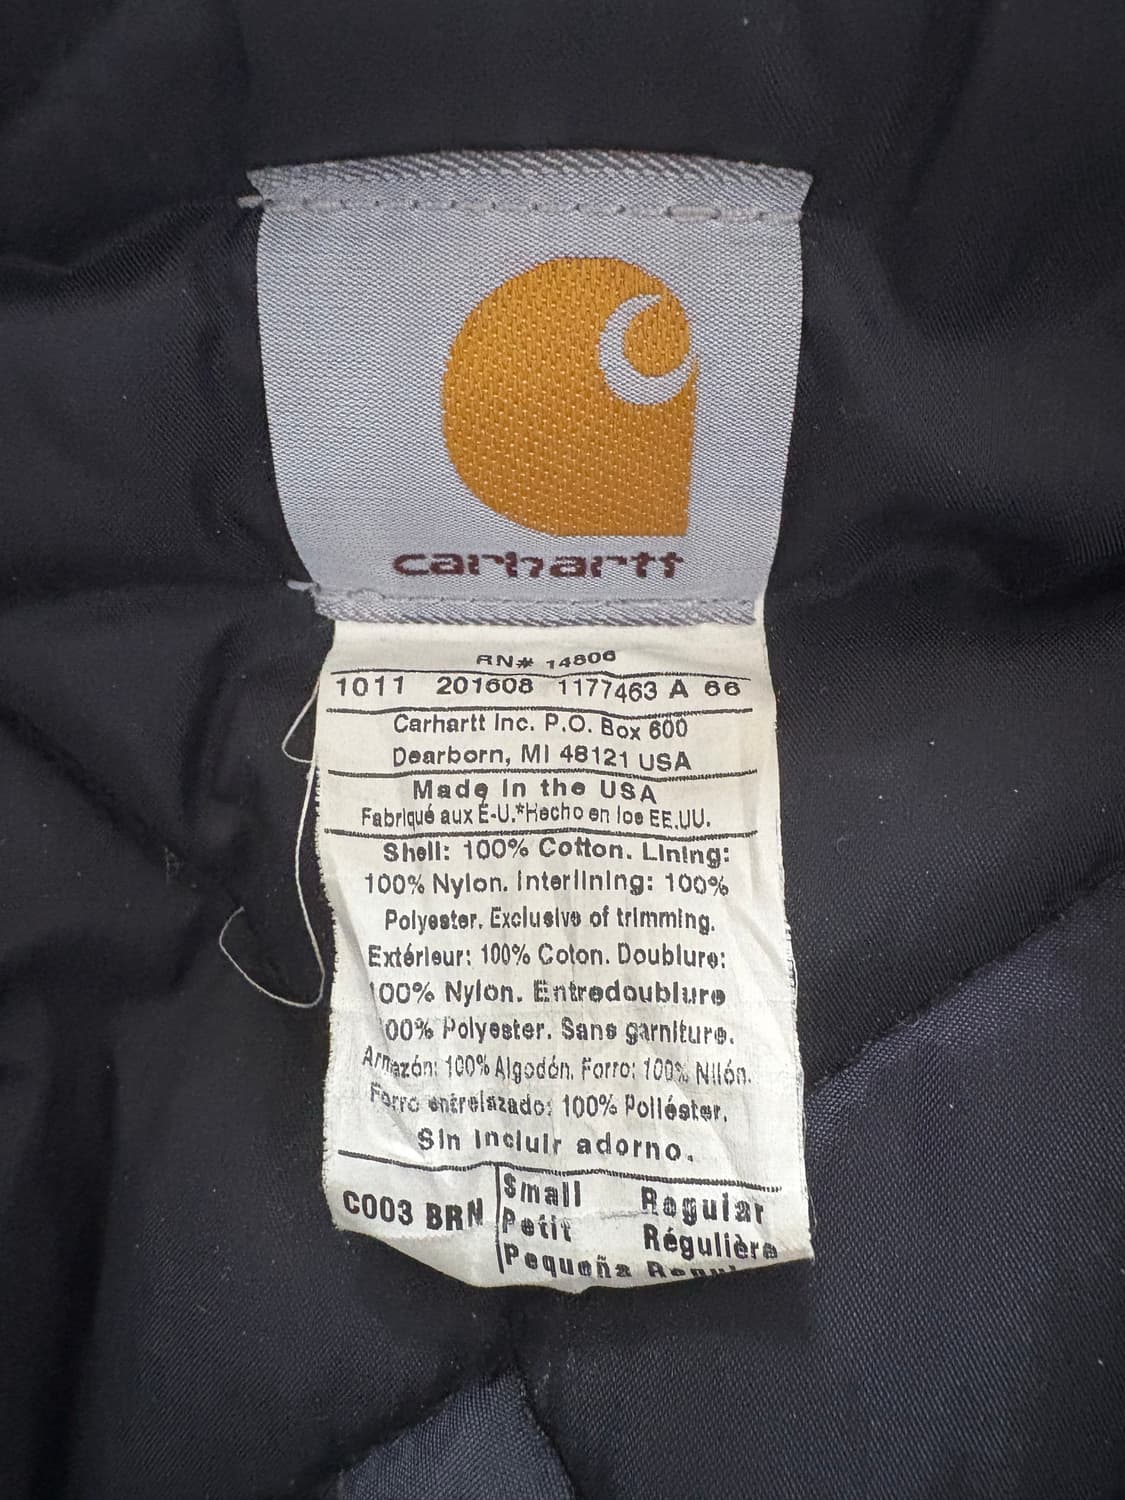 carhartt
RN# 14806
1011 201608 1177463 A 66
Carhartt Inc. P.O. Box 600
Dearborn, MI 48121 USA
Made in the USA
Fabriqué aux É-U.*Hecho en los EE.UU.
Shell: 100% Cotton. Lining:
100% Nylon. Interlining: 100%
Polyester. Exclusive of trimming.
Extérieur: 100% Coton. Doublure:
100% Nylon. Entredoublure
100% Polyester. Sans garniture.
Armazón: 100% Algodón. Forro: 100% Nilón.
Forro entrelazado: 100% Poliéster.
Sin incluir adorno.
C003 BRN
Small Regular
Petit Régulière
Pequeña